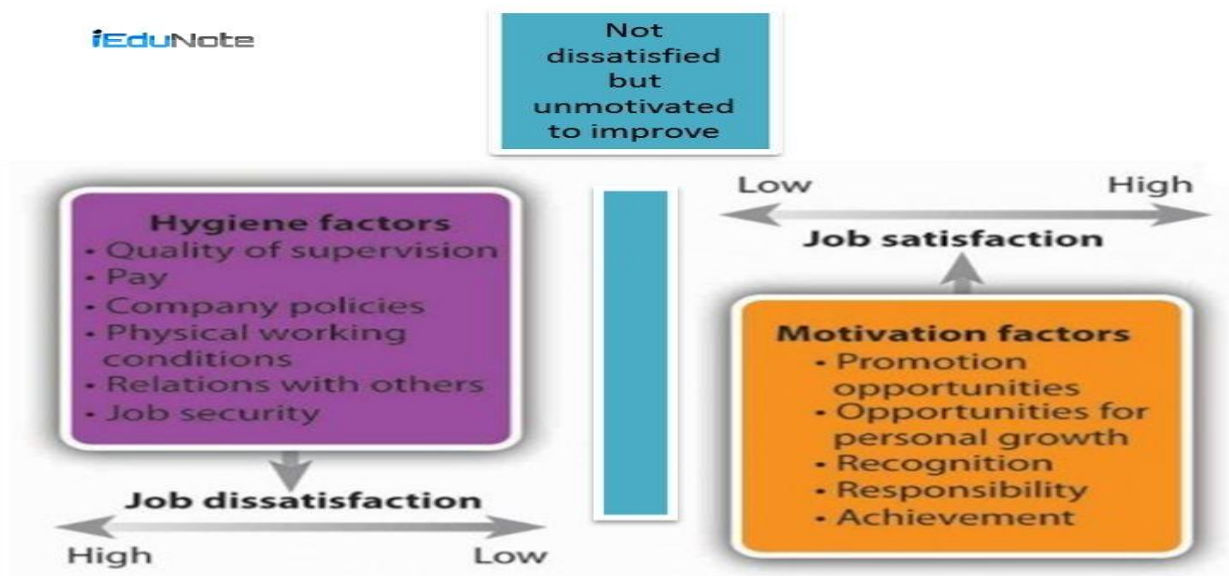 iEduNote
Not
dissatisfied
but
unmotivated
to improve
Hygiene factors
• Quality of supervision
• Pay
• Company policies
• Physical working
conditions
• Relations with others
• Job security
Job dissatisfaction
High Low
Low High
Job satisfaction
Motivation factors
• Promotion
opportunities
• Opportunities for
personal growth
• Recognition
• Responsibility
• Achievement